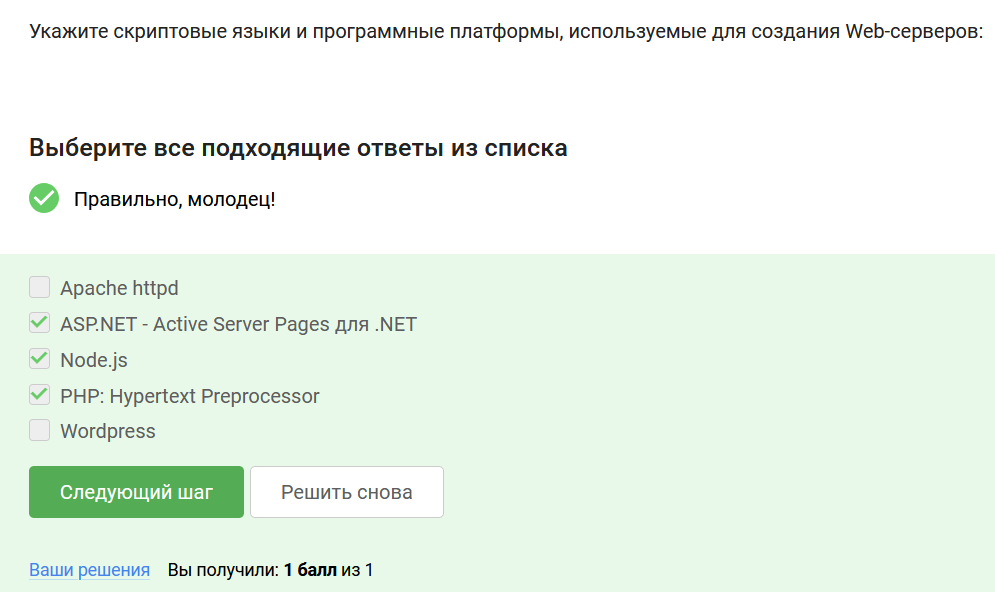 Укажите скриптовые языки и программные платформы, используемые для создания Web-серверов:
Выберите все подходящие ответы из списка
Правильно, молодец!
Apache httpd
ASP.NET - Active Server Pages для .NET
Node.js
PHP: Hypertext Preprocessor
Wordpress
Следующий шаг Решить снова
Ваши решения Вы получили: 1 балл из 1